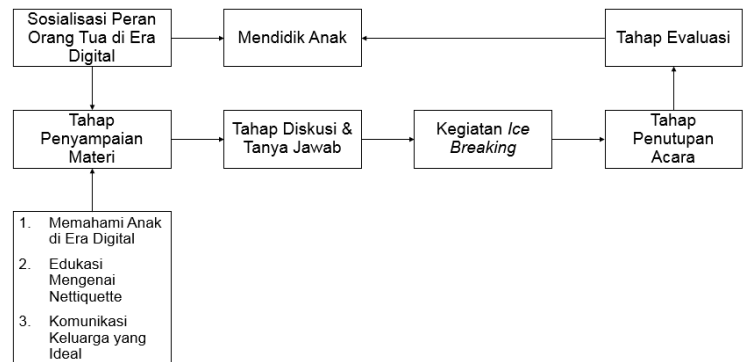 Sosialisasi Peran
Orang Tua di Era
Digital
Mendidik Anak
Tahap Evaluasi
Tahap
Penyampaian
Materi
Tahap Diskusi &
Tanya Jawab
Kegiatan Ice
Breaking
Tahap
Penutupan
Acara
1. Memahami Anak
di Era Digital
2. Edukasi
Mengenai
Nettiquette
3. Komunikasi
Keluarga yang
Ideal